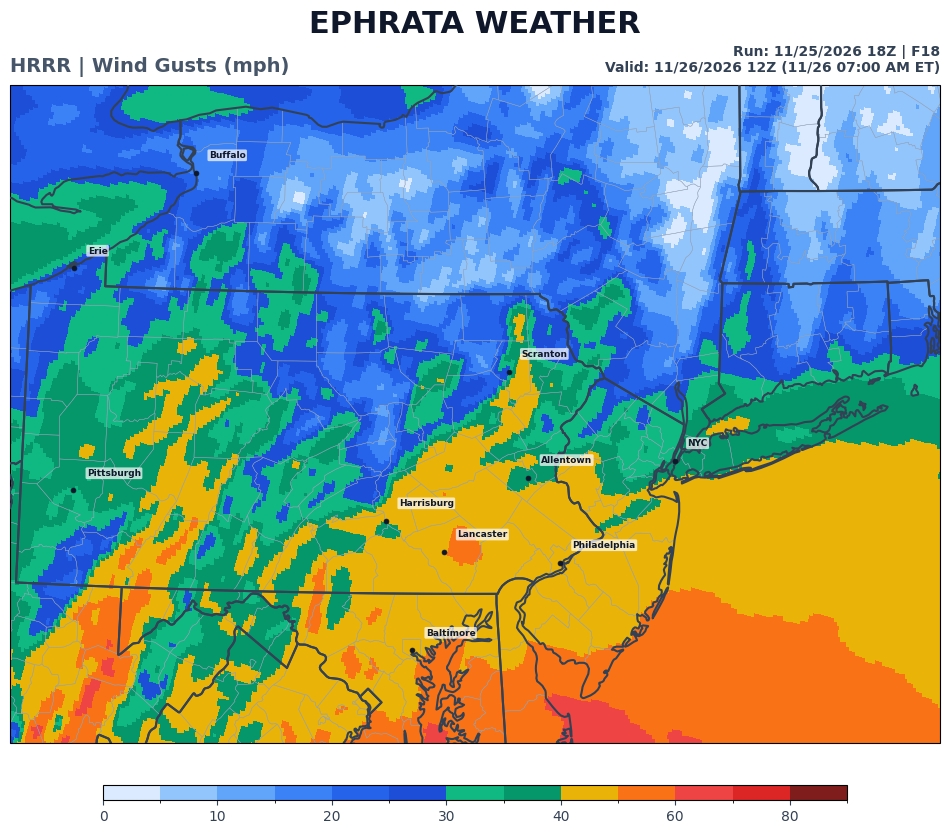 EPHRATA WEATHER
HRRR | Wind Gusts (mph)
Run: 11/25/2026 18Z | F18
Valid: 11/26/2026 12Z (11/26 07:00 AM ET)
Buffalo
Erie
Scranton
NYC
Allentown
Pittsburgh
Harrisburg
Lancaster
Philadelphia
Baltimore
0 10 20 30 40 60 80